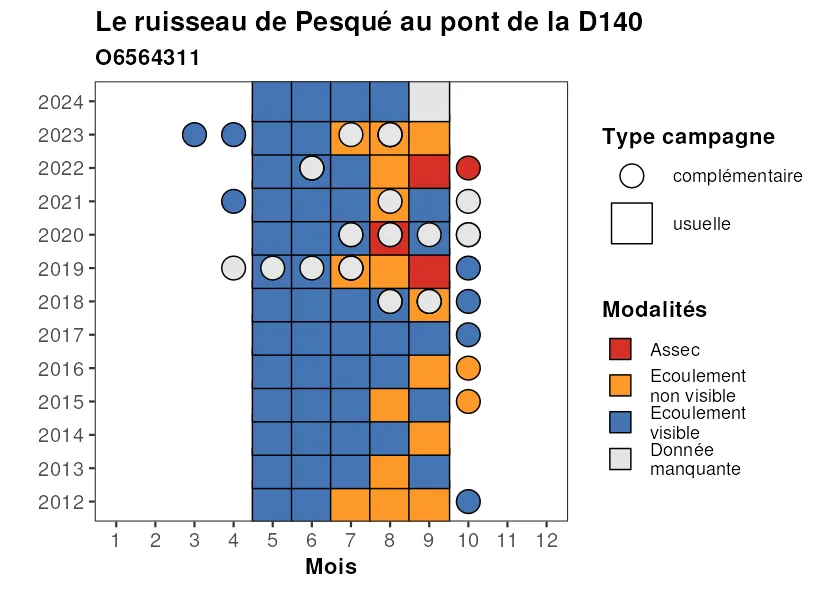 Le ruisseau de Pesqué au pont de la D140
O6564311
2024
2023
2022
2021
2020
2019
2018
2017
2016
2015
2014
2013
2012
1 2 3 4 5 6 7 8 9 10 11 12
Mois
Type campagne
complémentaire
usuelle
Modalités
Assec
Ecoulement
non visible
Ecoulement
visible
Donnée
manquante